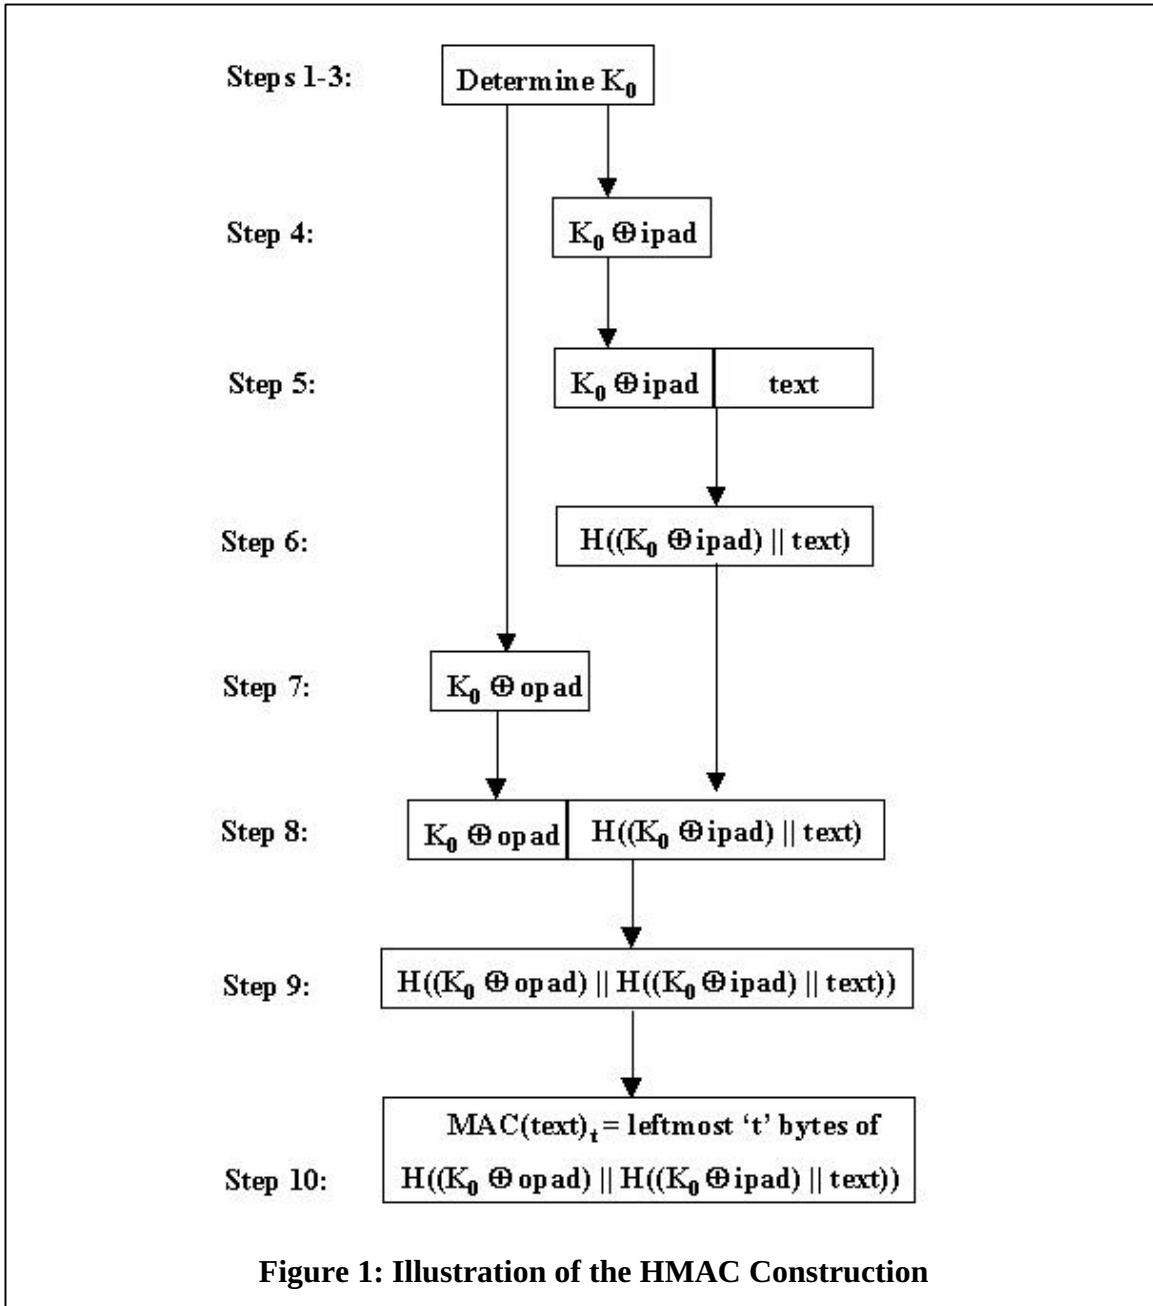 Steps 1-3: Determine K₀
Step 4: K₀ ⊕ ipad
Step 5: K₀ ⊕ ipad text
Step 6: H((K₀ ⊕ ipad) || text)
Step 7: K₀ ⊕ opad
Step 8: K₀ ⊕ opad H((K₀ ⊕ ipad) || text)
Step 9: H((K₀ ⊕ opad) || H((K₀ ⊕ ipad) || text))
MAC(text)ₜ = leftmost ‘t’ bytes of
Step 10: H((K₀ ⊕ opad) || H((K₀ ⊕ ipad) || text))
Figure 1: Illustration of the HMAC Construction